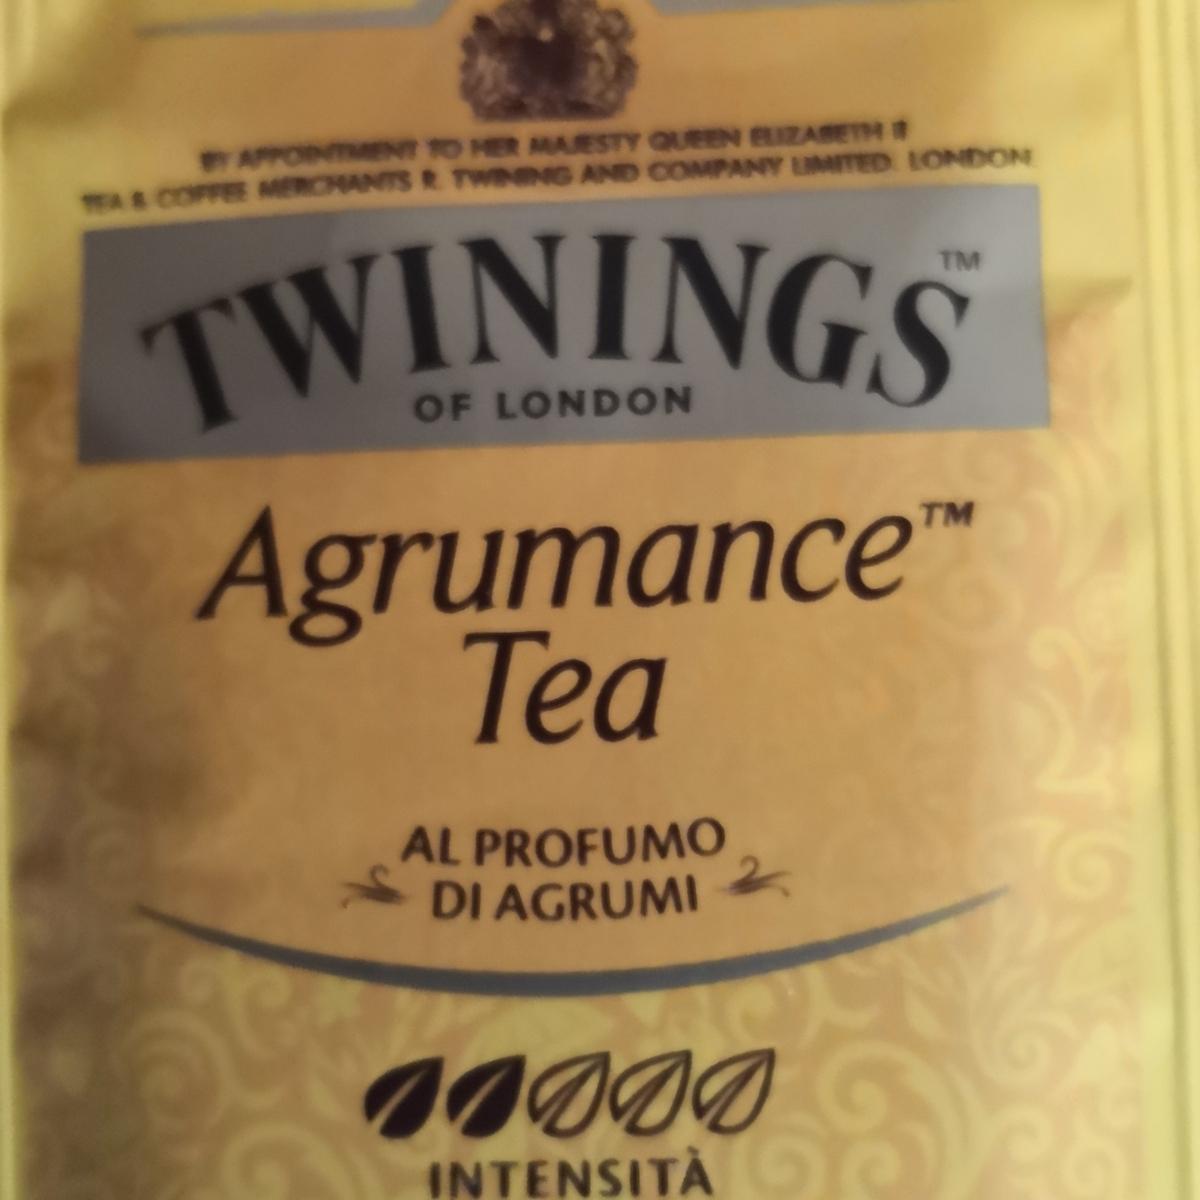 BY APPOINTMENT TO HER MAJESTY QUEEN ELIZABETH II
TEA & COFFEE MERCHANTS R. TWINING AND COMPANY LIMITED. LONDON
TWININGS™
OF LONDON
Agrumance™
Tea
AL PROFUMO
DI AGRUMI
INTENSITÀ